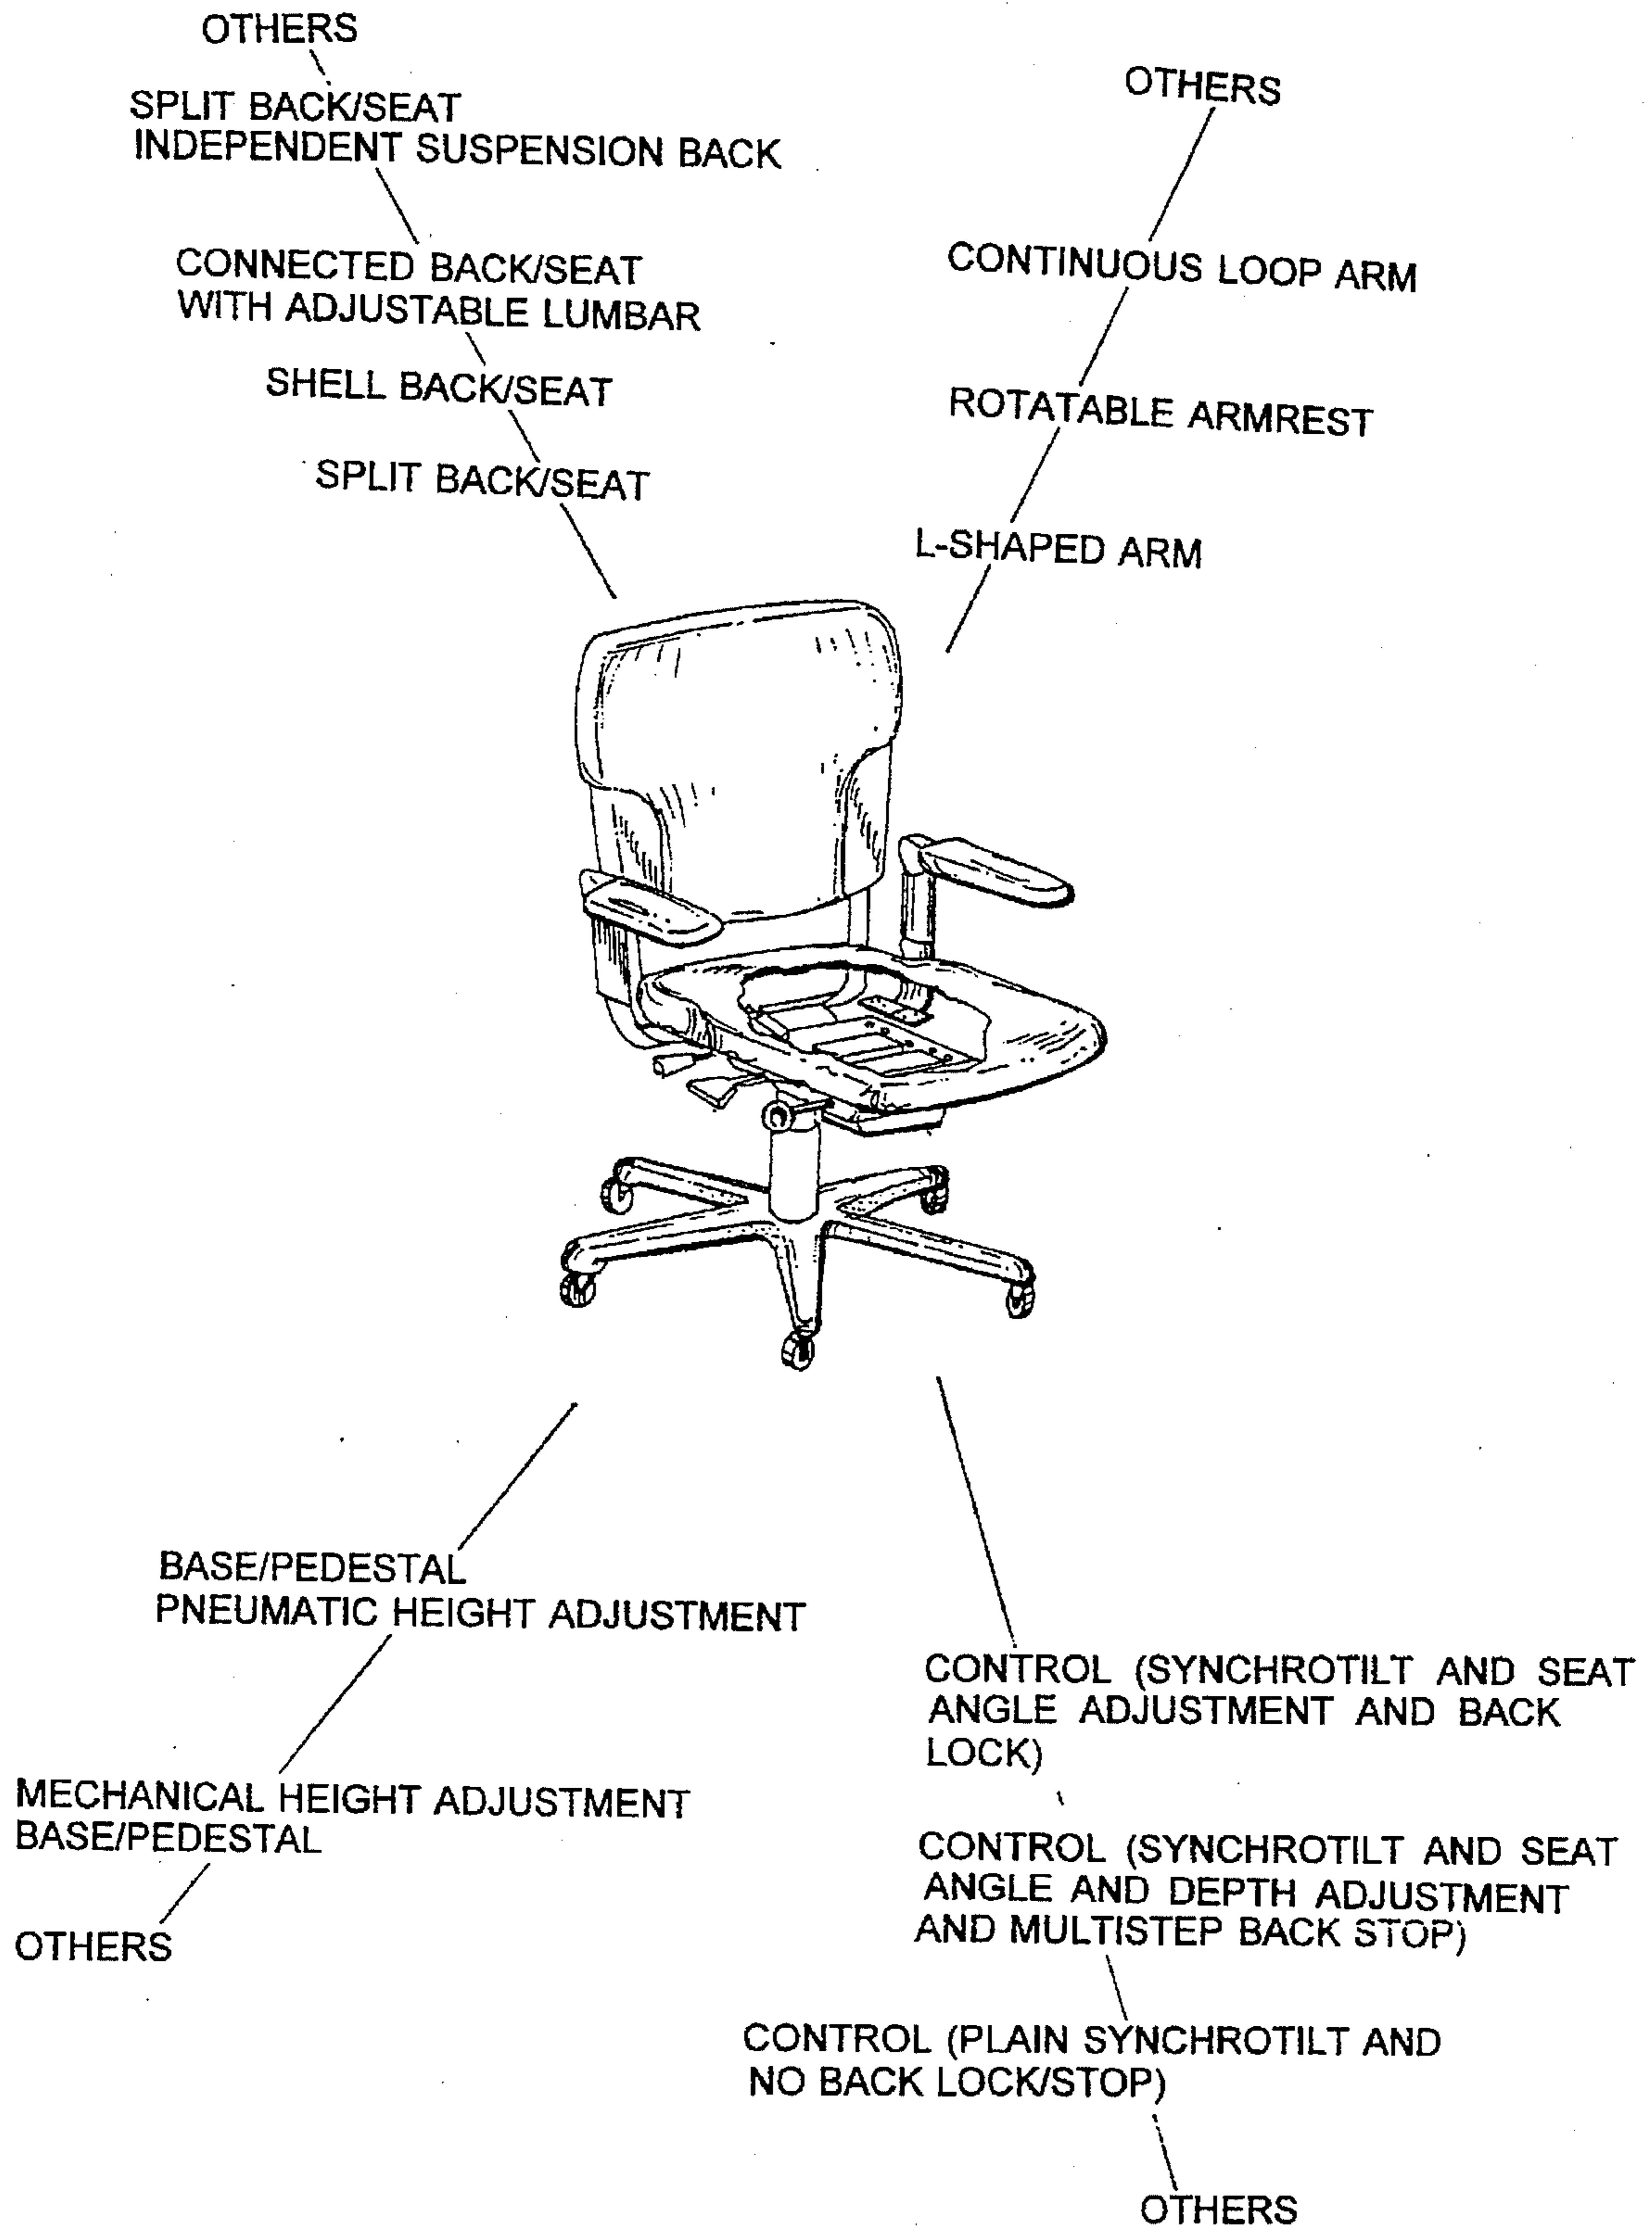 OTHERS
SPLIT BACK/SEAT
INDEPENDENT SUSPENSION BACK
CONNECTED BACK/SEAT
WITH ADJUSTABLE LUMBAR
SHELL BACK/SEAT
SPLIT BACK/SEAT
OTHERS
CONTINUOUS LOOP ARM
ROTATABLE ARMREST
L-SHAPED ARM
BASE/PEDESTAL
PNEUMATIC HEIGHT ADJUSTMENT
MECHANICAL HEIGHT ADJUSTMENT
BASE/PEDESTAL
OTHERS
CONTROL (SYNCHROTILT AND SEAT
ANGLE ADJUSTMENT AND BACK
LOCK)
CONTROL (SYNCHROTILT AND SEAT
ANGLE AND DEPTH ADJUSTMENT
AND MULTISTEP BACK STOP)
CONTROL (PLAIN SYNCHROTILT AND
NO BACK LOCK/STOP)
OTHERS